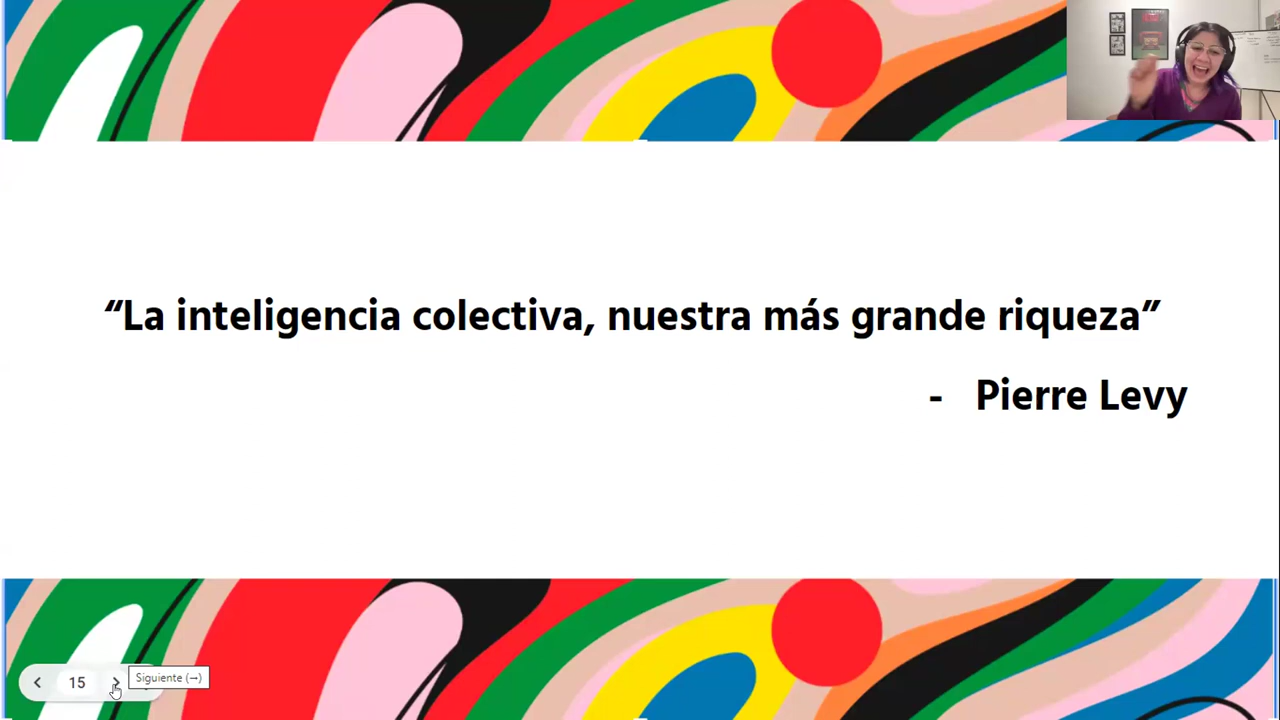 “La inteligencia colectiva, nuestra más grande riqueza”
- Pierre Levy
15
Siguiente (→)